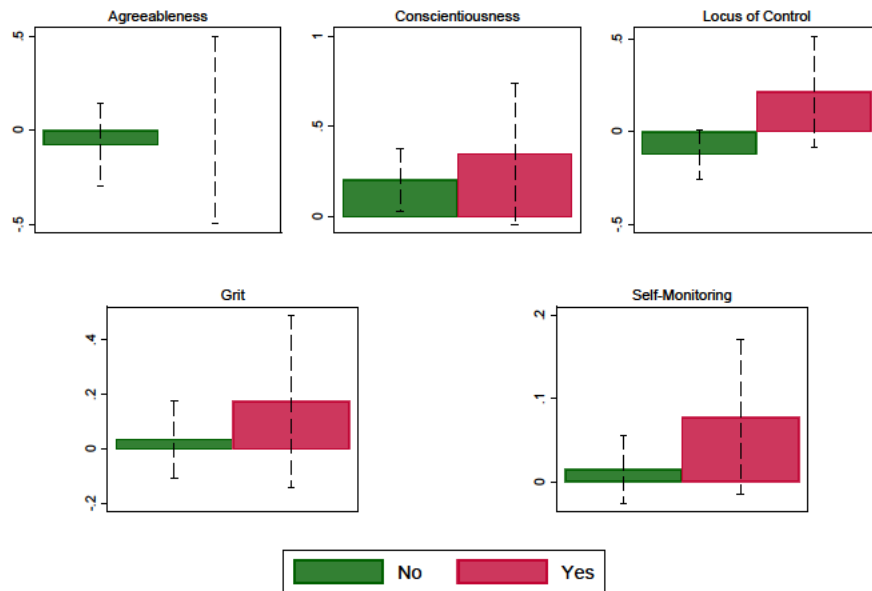 Agreeableness
.5
0
-.5
Conscientiousness
1
.5
0
Locus of Control
.5
0
-.5
Grit
.4
.2
0
-.2
Self-Monitoring
.2
.1
0
No Yes